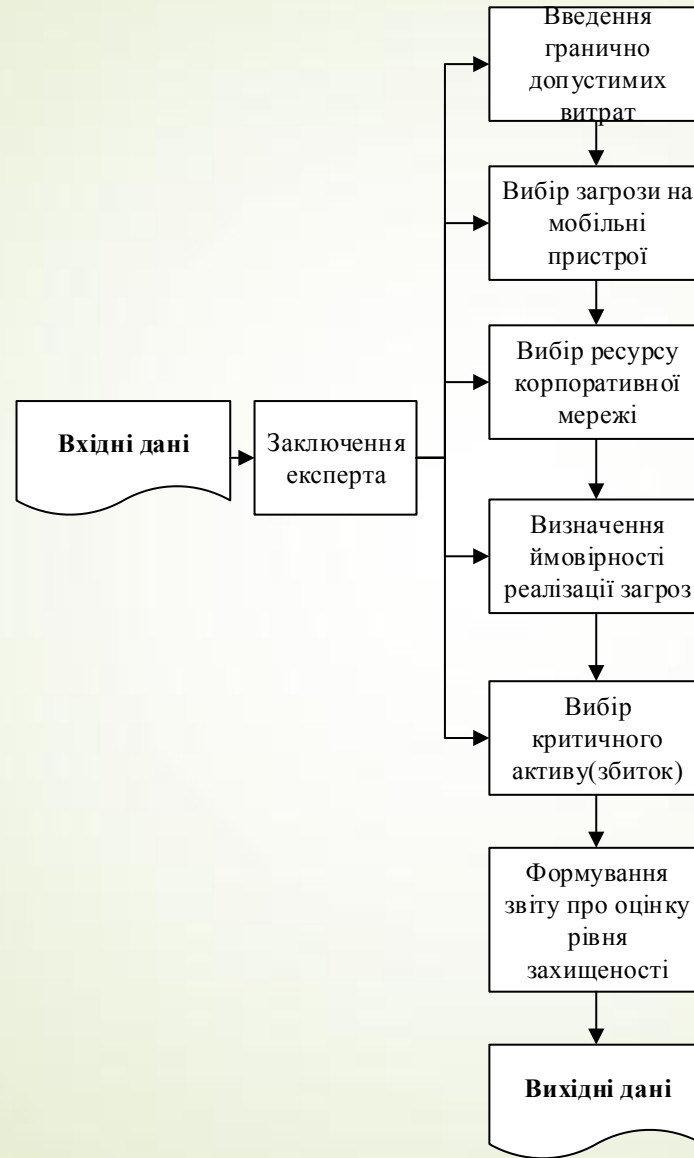 Введення
гранично
допустимих
витрат
Вибір загрози на
мобільні
пристрої
Вибір ресурсу
корпоративної
мережі
Вхідні дані
Заключення
експерта
Визначення
ймовірності
реалізації загроз
Вибір
критичного
активу(збиток)
Формування
звіту про оцінку
рівня
захищеності
Вихідні дані